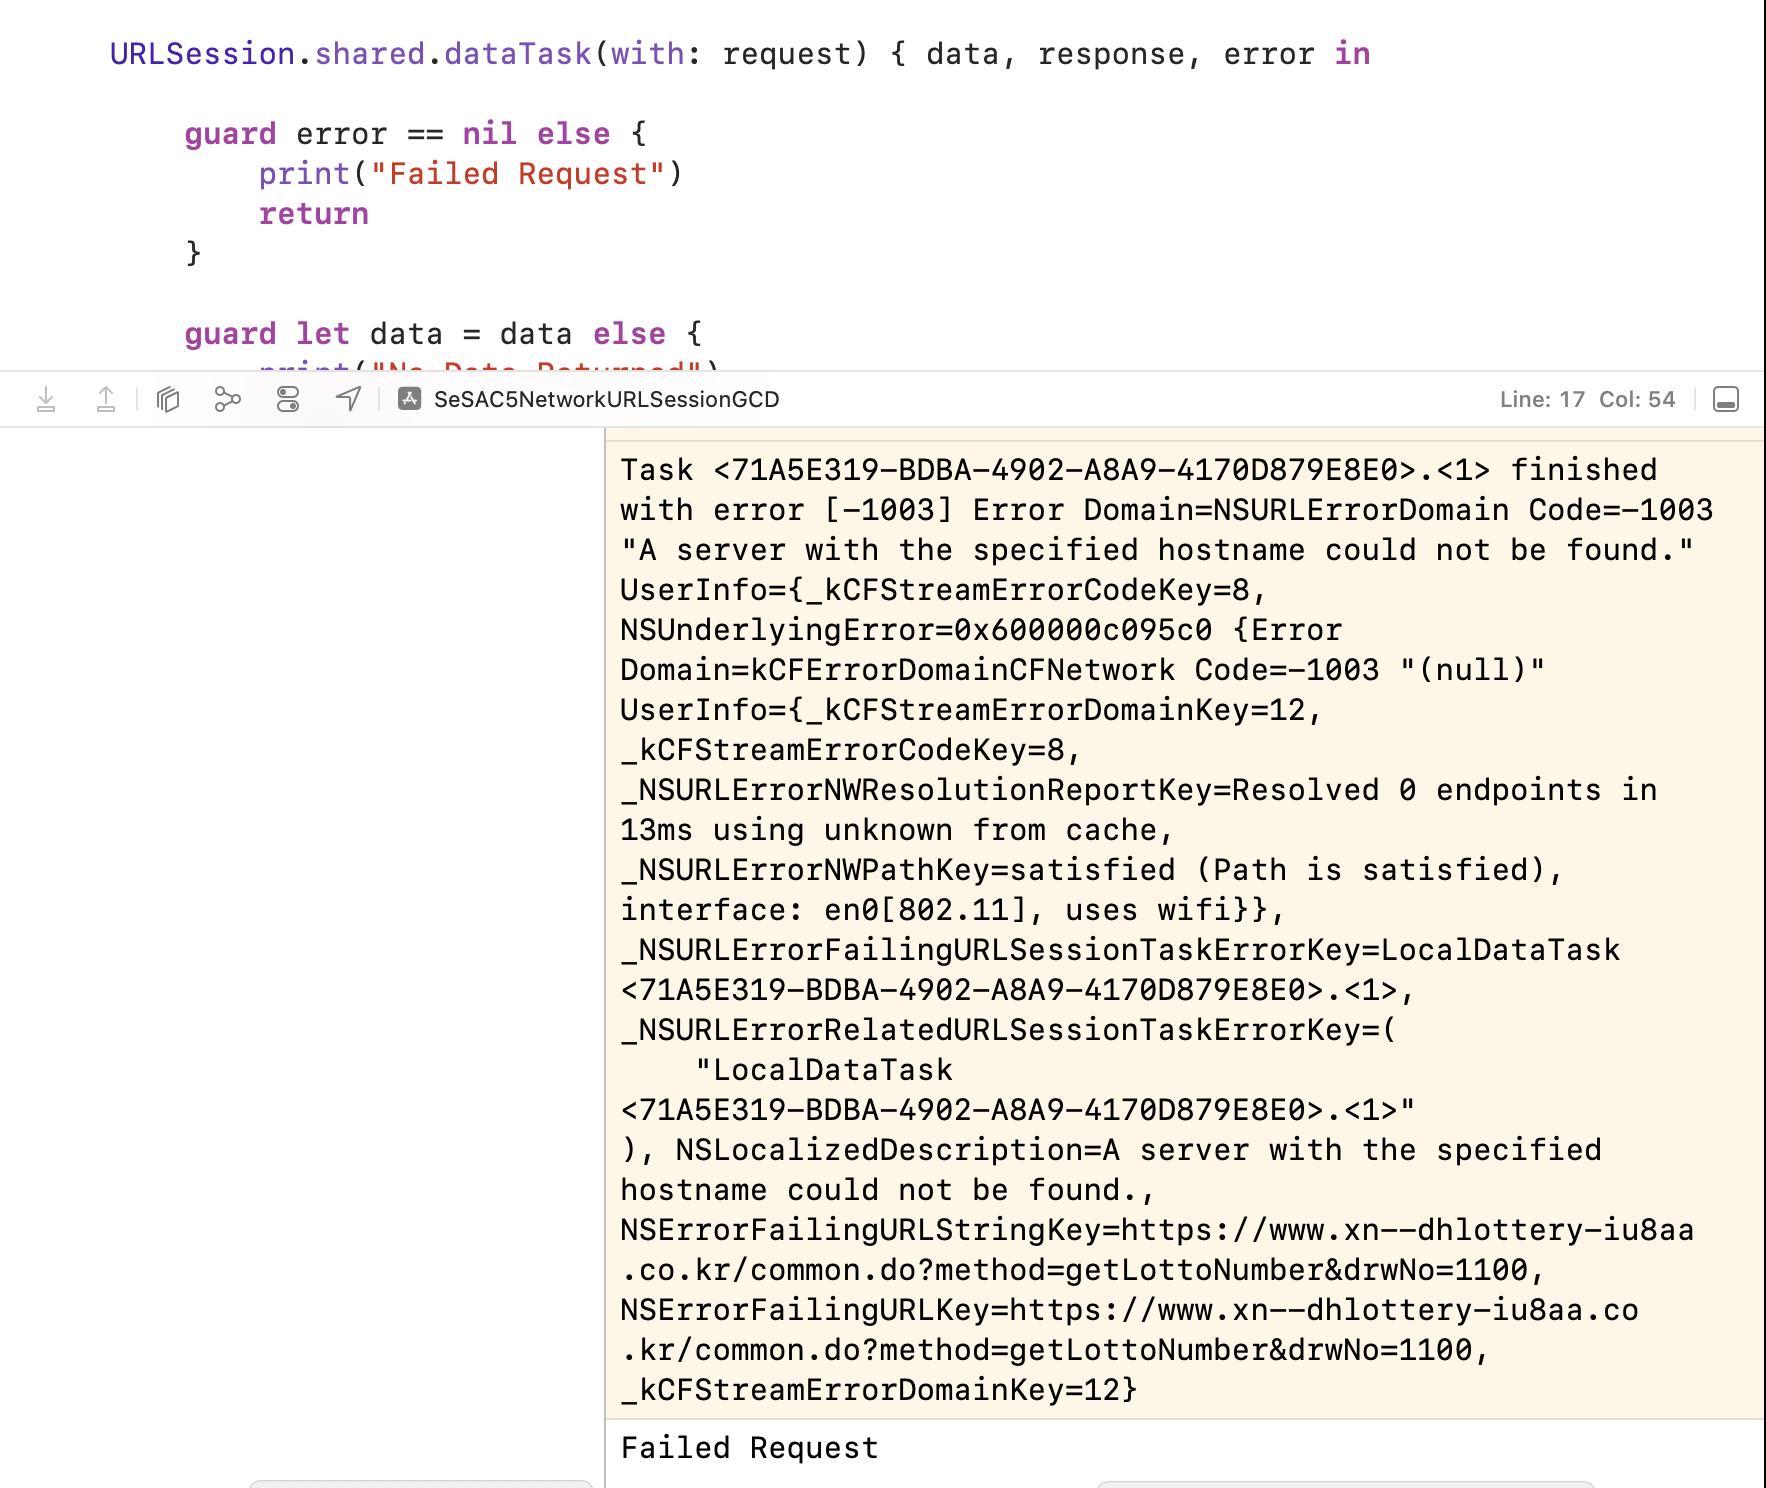 URLSession.shared.dataTask(with: request) { data, response, error in
guard error == nil else {
print("Failed Request")
return
}
guard let data = data else {
print("No Data Returned")
SeSAC5NetworkURLSessionGCD
Line: 17 Col: 54
Task <71A5E319-BDBA-4902-A8A9-4170D879E8E0>.<1> finished
with error [-1003] Error Domain=NSURLErrorDomain Code=-1003
"A server with the specified hostname could not be found."
UserInfo={_kCFStreamErrorCodeKey=8,
NSUnderlyingError=0x600000c095c0 {Error
Domain=kCFErrorDomainCFNetwork Code=-1003 "(null)"
UserInfo={_kCFStreamErrorDomainKey=12,
_kCFStreamErrorCodeKey=8,
_NSURLErrorNWResolutionReportKey=Resolved 0 endpoints in
13ms using unknown from cache,
_NSURLErrorNWPathKey=satisfied (Path is satisfied),
interface: en0[802.11], uses wifi}},
_NSURLErrorFailingURLSessionTaskErrorKey=LocalDataTask
<71A5E319-BDBA-4902-A8A9-4170D879E8E0>.<1>,
_NSURLErrorRelatedURLSessionTaskErrorKey=(
"LocalDataTask
<71A5E319-BDBA-4902-A8A9-4170D879E8E0>.<1>"
), NSLocalizedDescription=A server with the specified
hostname could not be found.,
NSErrorFailingURLStringKey=https://www.xn--dhlottery-iu8aa
.co.kr/common.do?method=getLottoNumber&drwNo=1100,
NSErrorFailingURLKey=https://www.xn--dhlottery-iu8aa.co
.kr/common.do?method=getLottoNumber&drwNo=1100,
_kCFStreamErrorDomainKey=12}
Failed Request